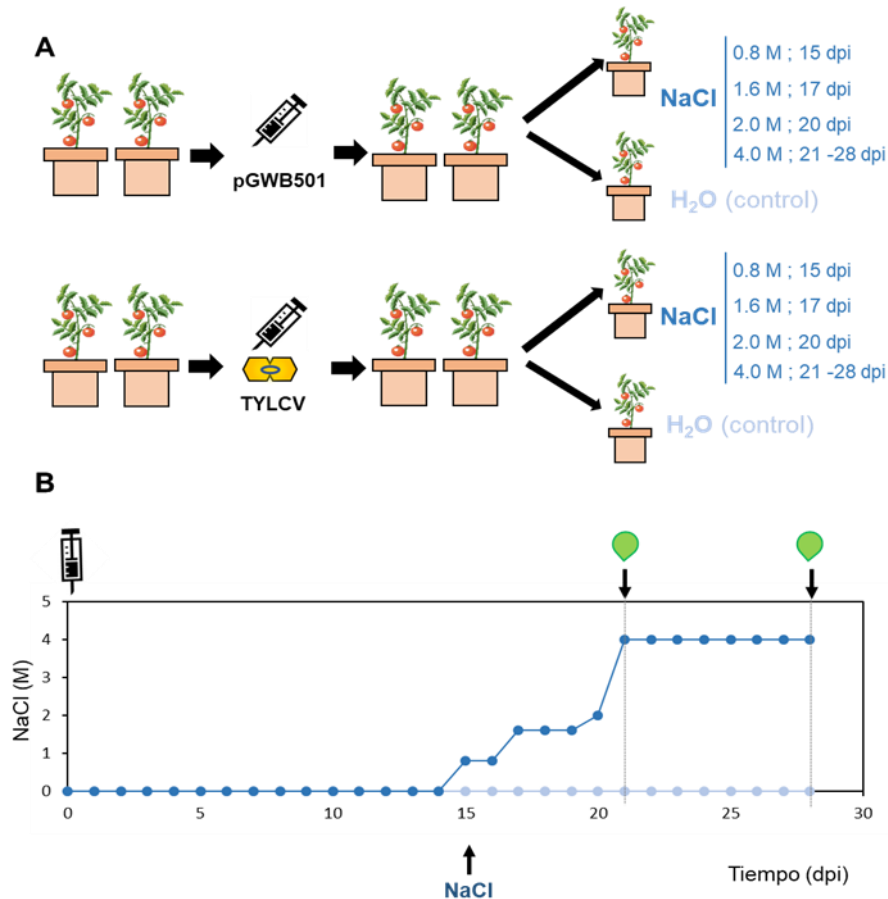 A
pGWB501
NaCl
0.8 M ; 15 dpi
1.6 M ; 17 dpi
2.0 M ; 20 dpi
4.0 M ; 21 -28 dpi
H₂O (control)
TYLCV
NaCl
0.8 M ; 15 dpi
1.6 M ; 17 dpi
2.0 M ; 20 dpi
4.0 M ; 21 -28 dpi
H₂O (control)
B
NaCl (M)
5
4
3
2
1
0
0 5 10 15 20 25 30
NaCl
Tiempo (dpi)